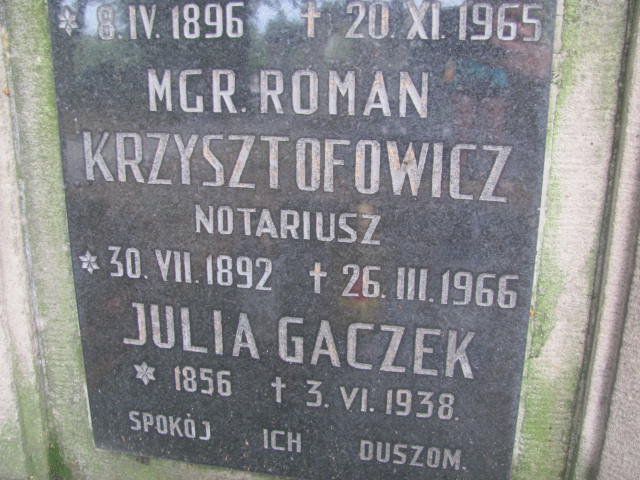 * 8. IV. 1896 † 20. XI. 1965
MGR. ROMAN
KRZYSZTOFOWICZ
NOTARIUSZ
* 30. VII. 1892 † 26. III. 1966
JULIA GACZEK
* 1856 † 3. VI. 1938.
SPOKÓJ ICH DUSZOM.